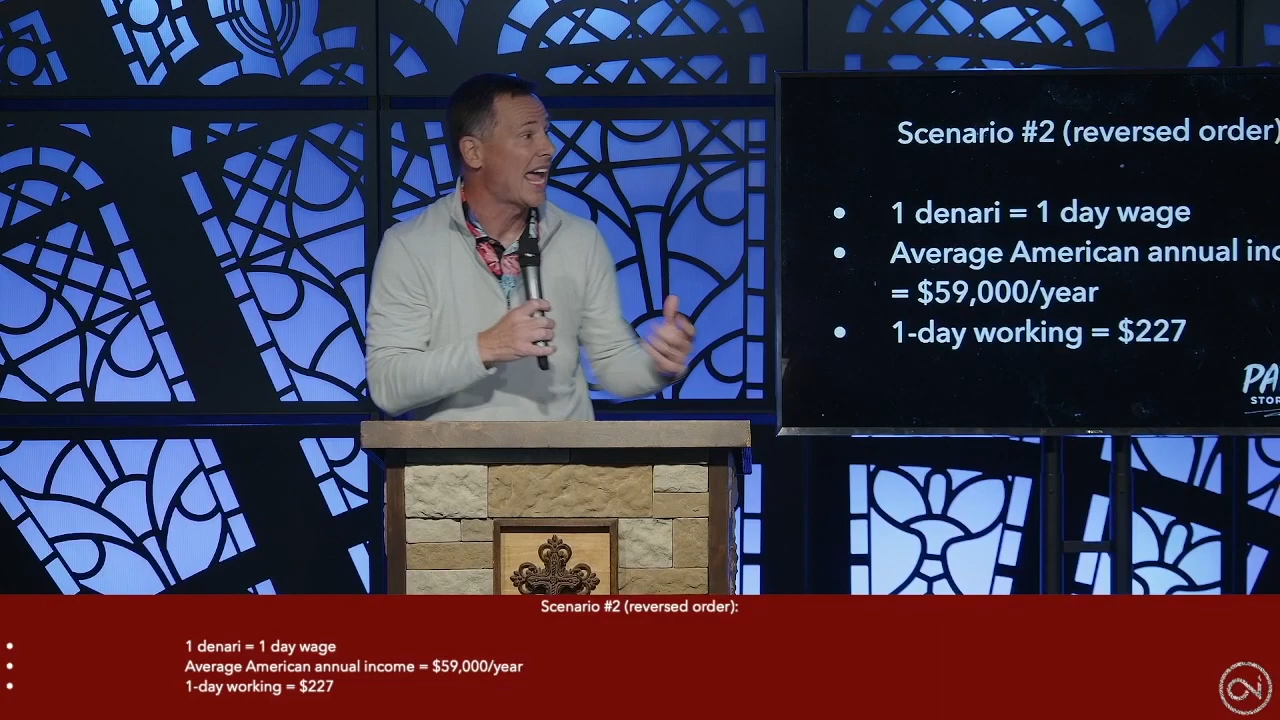 Scenario #2 (reversed order)
• 1 denari = 1 day wage
• Average American annual inc
= $59,000/year
• 1-day working = $227
PA
STOR
Scenario #2 (reversed order):
• 1 denari = 1 day wage
• Average American annual income = $59,000/year
• 1-day working = $227